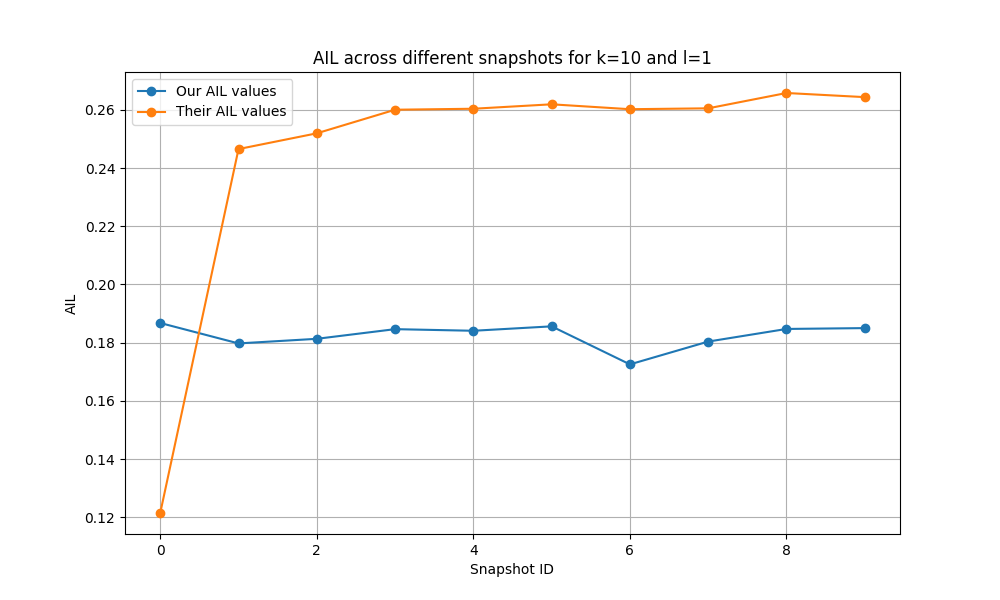 AIL across different snapshots for k=10 and l=1
Our AIL values
Their AIL values
AIL
0.26
0.24
0.22
0.20
0.18
0.16
0.14
0.12
0
2
4
6
8
Snapshot ID